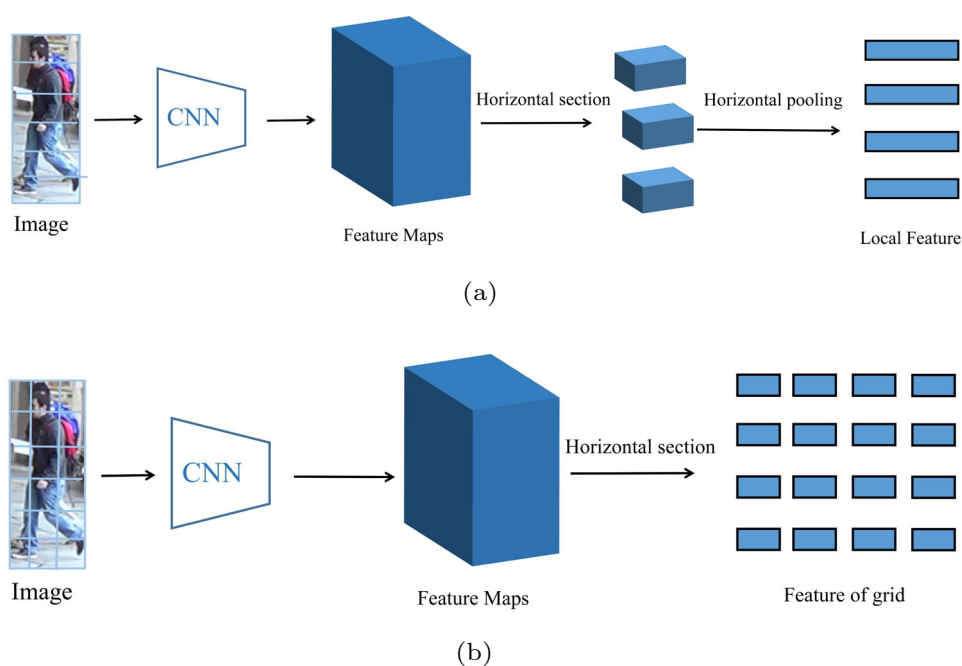 CNN
Horizontal section
Horizontal pooling
Image
Feature Maps
Local Feature
(a)
CNN
Horizontal section
Image
Feature Maps
Feature of grid
(b)